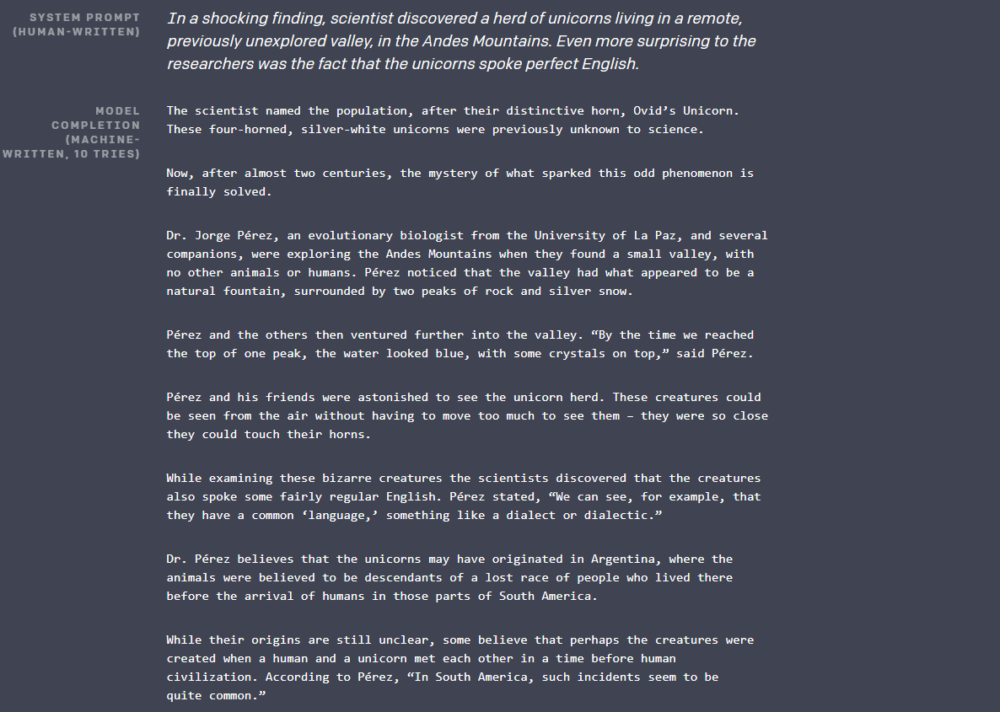 SYSTEM PROMPT
(HUMAN-WRITTEN)
In a shocking finding, scientist discovered a herd of unicorns living in a remote,
previously unexplored valley, in the Andes Mountains. Even more surprising to the
researchers was the fact that the unicorns spoke perfect English.
MODEL
COMPLETION
(MACHINE-
WRITTEN, 10 TRIES)
The scientist named the population, after their distinctive horn, Ovid’s Unicorn.
These four-horned, silver-white unicorns were previously unknown to science.
Now, after almost two centuries, the mystery of what sparked this odd phenomenon is
finally solved.
Dr. Jorge Pérez, an evolutionary biologist from the University of La Paz, and several
companions, were exploring the Andes Mountains when they found a small valley, with
no other animals or humans. Pérez noticed that the valley had what appeared to be a
natural fountain, surrounded by two peaks of rock and silver snow.
Pérez and the others then ventured further into the valley. “By the time we reached
the top of one peak, the water looked blue, with some crystals on top,” said Pérez.
Pérez and his friends were astonished to see the unicorn herd. These creatures could
be seen from the air without having to move too much to see them – they were so close
they could touch their horns.
While examining these bizarre creatures the scientists discovered that the creatures
also spoke some fairly regular English. Pérez stated, “We can see, for example, that
they have a common ‘language,’ something like a dialect or dialectic.”
Dr. Pérez believes that the unicorns may have originated in Argentina, where the
animals were believed to be descendants of a lost race of people who lived there
before the arrival of humans in those parts of South America.
While their origins are still unclear, some believe that perhaps the creatures were
created when a human and a unicorn met each other in a time before human
civilization. According to Pérez, “In South America, such incidents seem to be
quite common.”